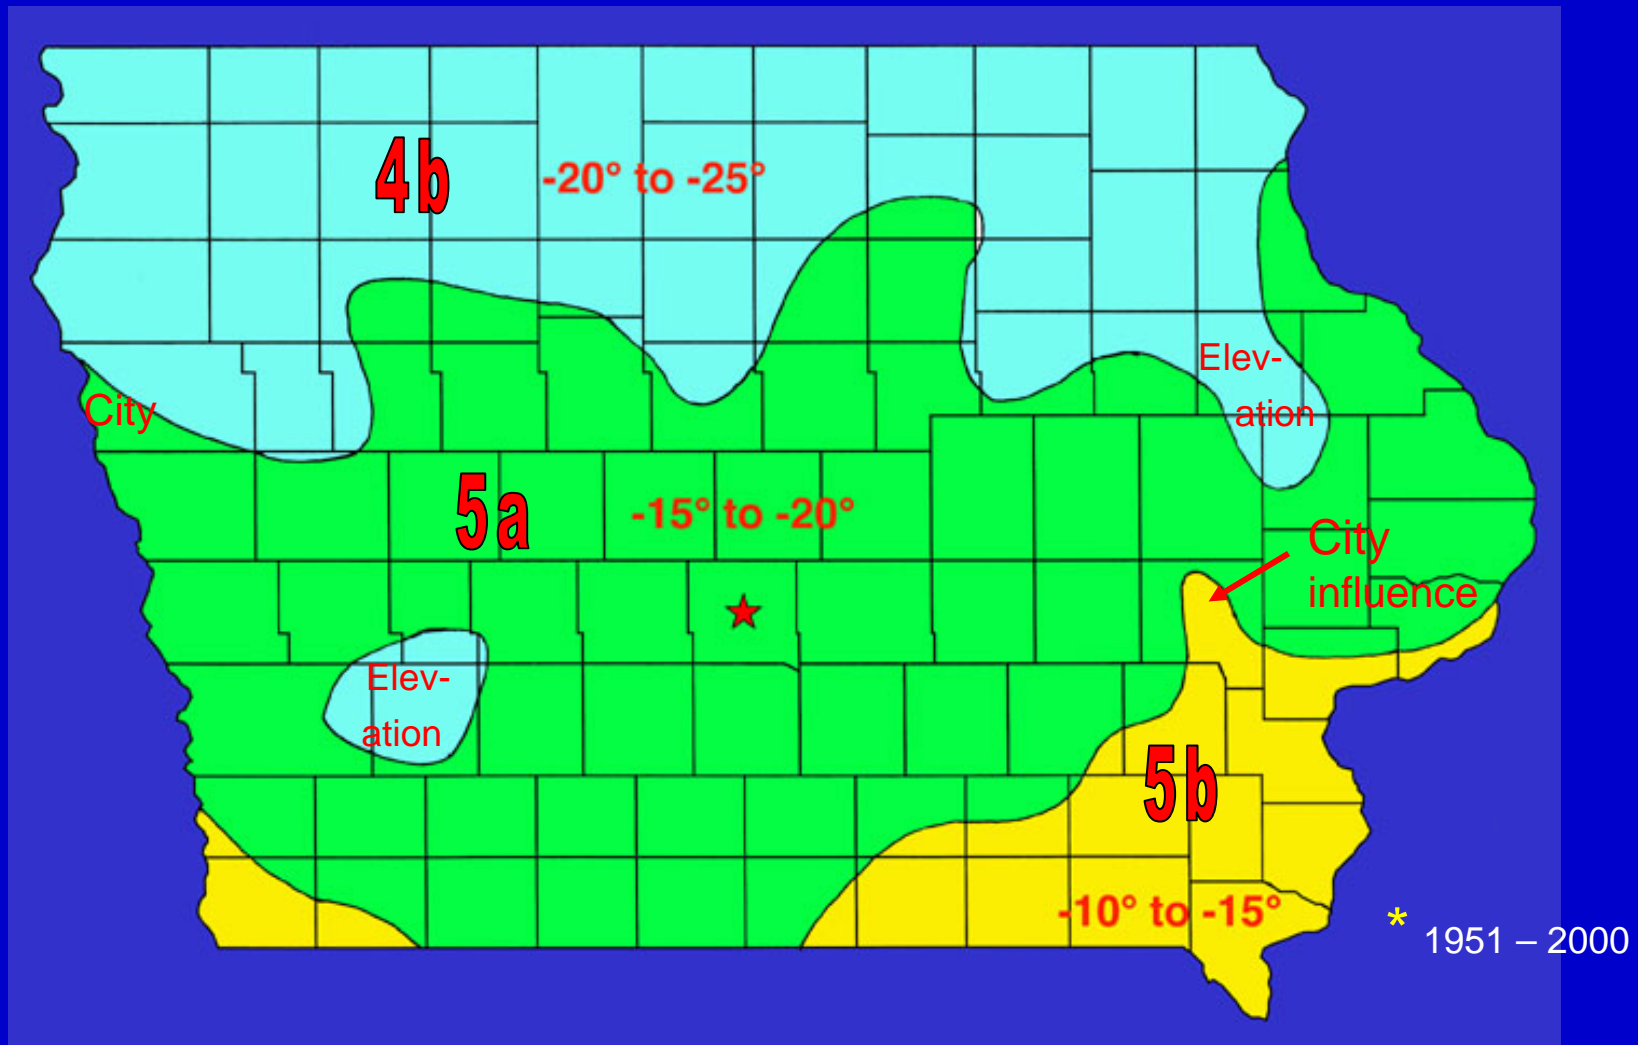 4b
-20° to -25°
Elev-
ation
City
5a
-15° to -20°
City
influence
Elev-
ation
5b
-10° to -15°
* 1951 – 2000